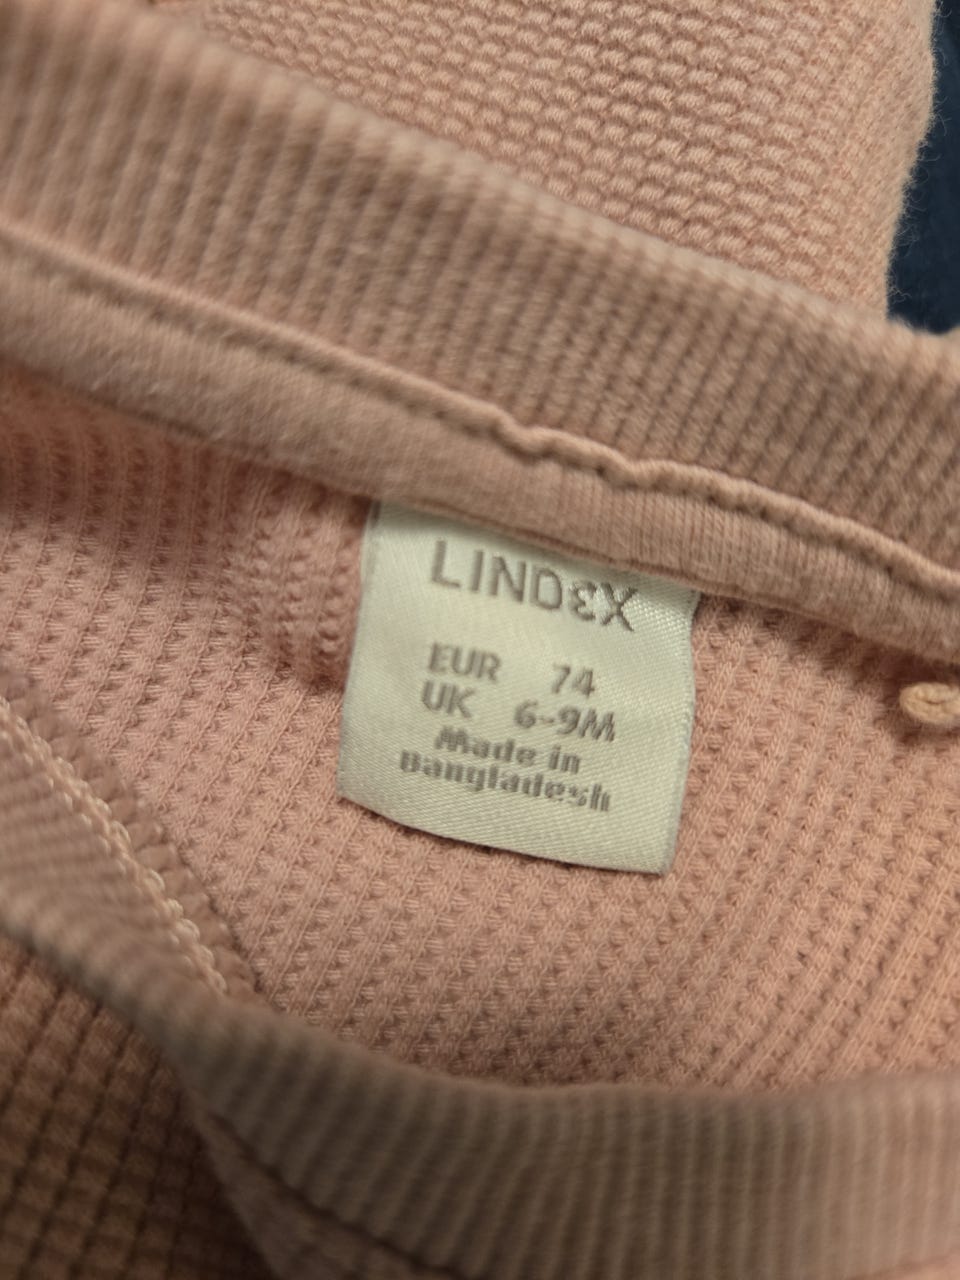 LINDEX
EUR 74
UK 6-9M
Made in
Bangladesh